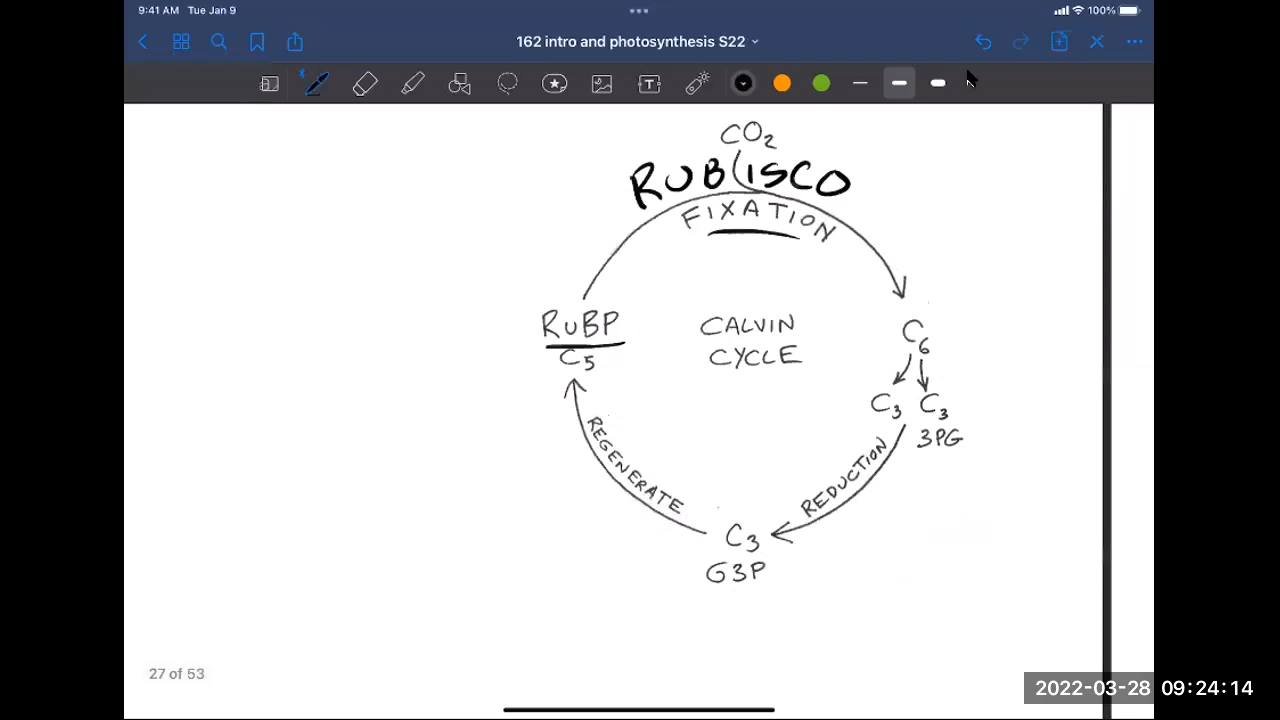 9:41 AM Tue Jan 9
100%
162 intro and photosynthesis S22
CO2
RUBISCO
FIXATION
RuBP
C5
CALVIN
CYCLE
C6
C3 C3
3PG
REDUCTION
REGENERATE
C3
G3P
27 of 53
2022-03-28 09:24:14